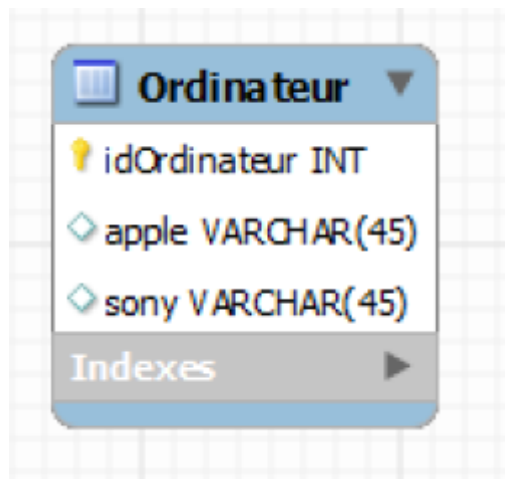 Ordinateur
idOrdinateur INT
apple VARCHAR(45)
sony VARCHAR(45)
Indexes